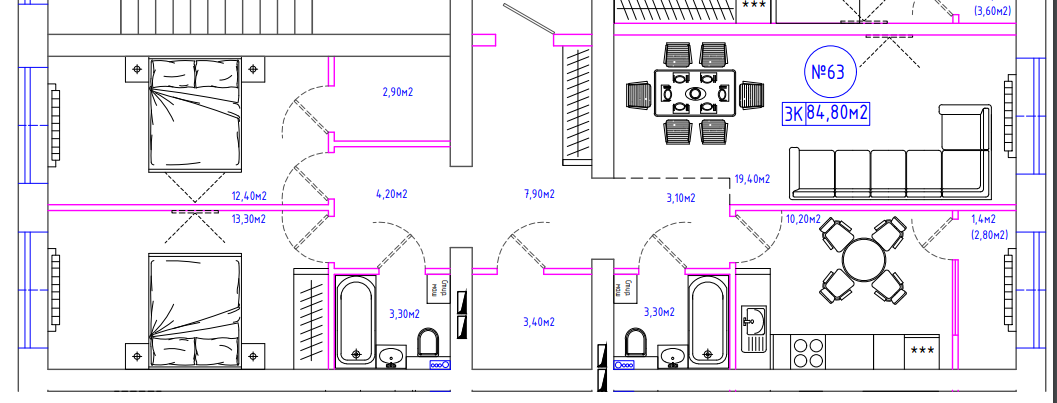 ***
(3,60м2)
№63
3К 84,80м2
2,90м2
12,40м2
4,20м2
7,90м2
3,10м2
19,40м2
13,30м2
10,20м2
1,4м2
(2,80м2)
Стир.
маш
3,30м2
3,40м2
Стир.
маш
3,30м2
***